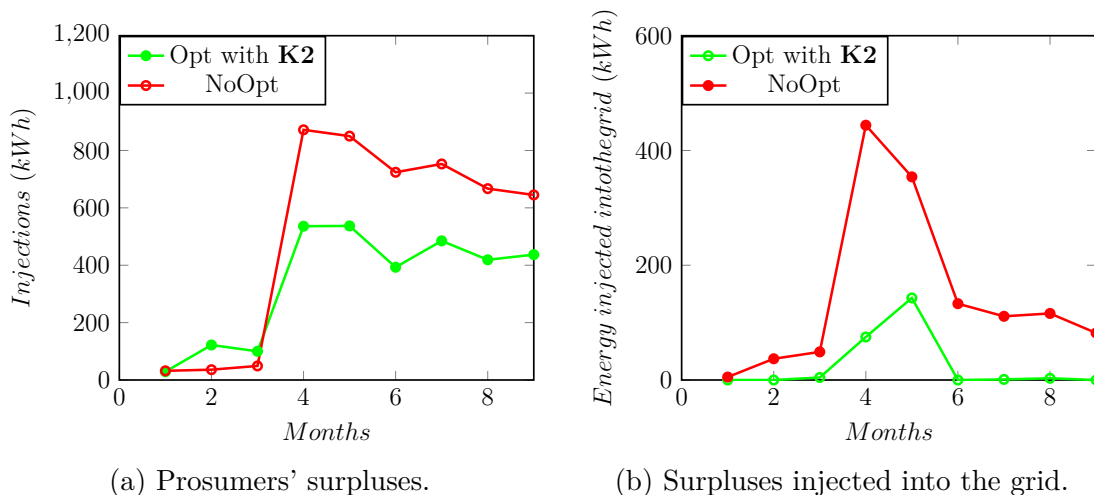 1,200
1,000
800
600
400
200
0
0
2
4
6
8
Injections (kWh)
Months
Opt with K2
NoOpt
(a) Prosumers' surpluses.
600
400
200
0
0
2
4
6
8
Energy injected intothegrid (kWh)
Months
Opt with K2
NoOpt
(b) Surpluses injected into the grid.